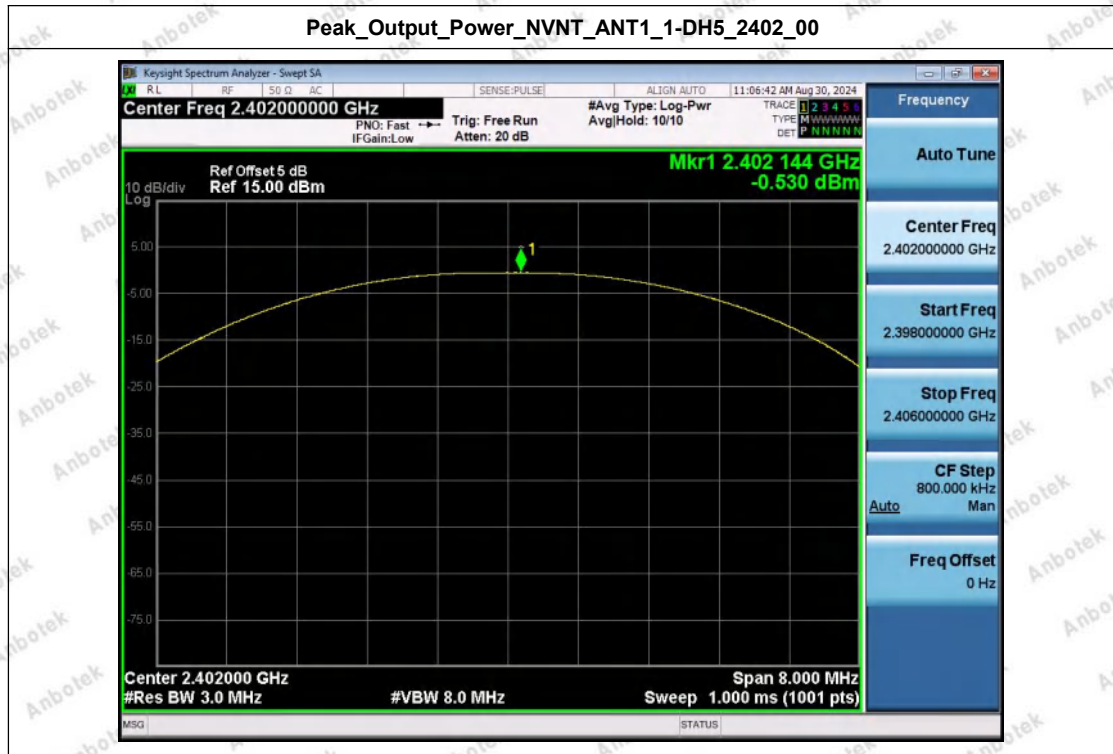 Peak_Output_Power_NVNT_ANT1_1-DH5_2402_00
Keysight Spectrum Analyzer - Swept SA
RL RF 50 Ω AC SENSE:PULSE ALIGN AUTO 11:06:42 AM Aug 30, 2024
Center Freq 2.402000000 GHz
PNO: Fast
IFGain:Low
Trig: Free Run
Atten: 20 dB
#Avg Type: Log-Pwr
Avg|Hold: 10/10
TRACE 1 2 3 4 5 6
TYPE M WWWWW
DET P N N N N N
Frequency
Auto Tune
Center Freq
2.402000000 GHz
Start Freq
2.398000000 GHz
Stop Freq
2.406000000 GHz
CF Step
800.000 kHz
Auto Man
Freq Offset
0 Hz
Mkr1 2.402 144 GHz
-0.530 dBm
Ref Offset 5 dB
10 dB/div Ref 15.00 dBm
Log
1
5.00
-5.00
-15.0
-25.0
-35.0
-45.0
-55.0
-65.0
-75.0
Center 2.402000 GHz Span 8.000 MHz
#Res BW 3.0 MHz #VBW 8.0 MHz Sweep 1.000 ms (1001 pts)
MSG STATUS
Anbotek